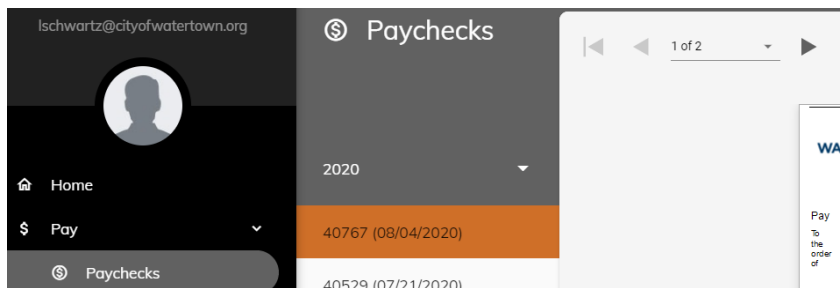 lschwartz@cityofwatertown.org
Home
$ Pay
Paychecks
Paychecks
2020
40767 (08/04/2020)
40529 (07/21/2020)
1 of 2
WA
Pay
To
the
order
of